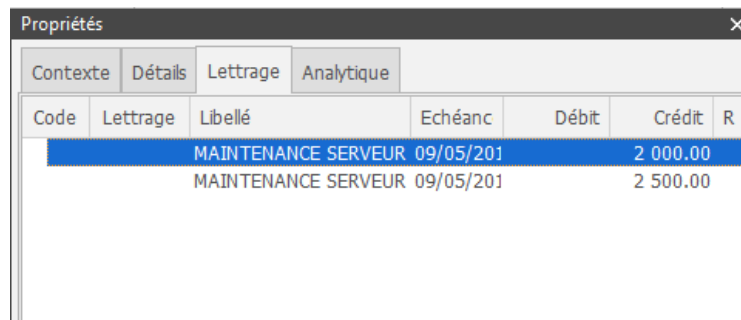 Propriétés
Contexte Détails Lettrage Analytique
Code Lettrage Libellé Echéanc Débit Crédit R
MAINTENANCE SERVEUR 09/05/201 2 000.00
MAINTENANCE SERVEUR 09/05/201 2 500.00